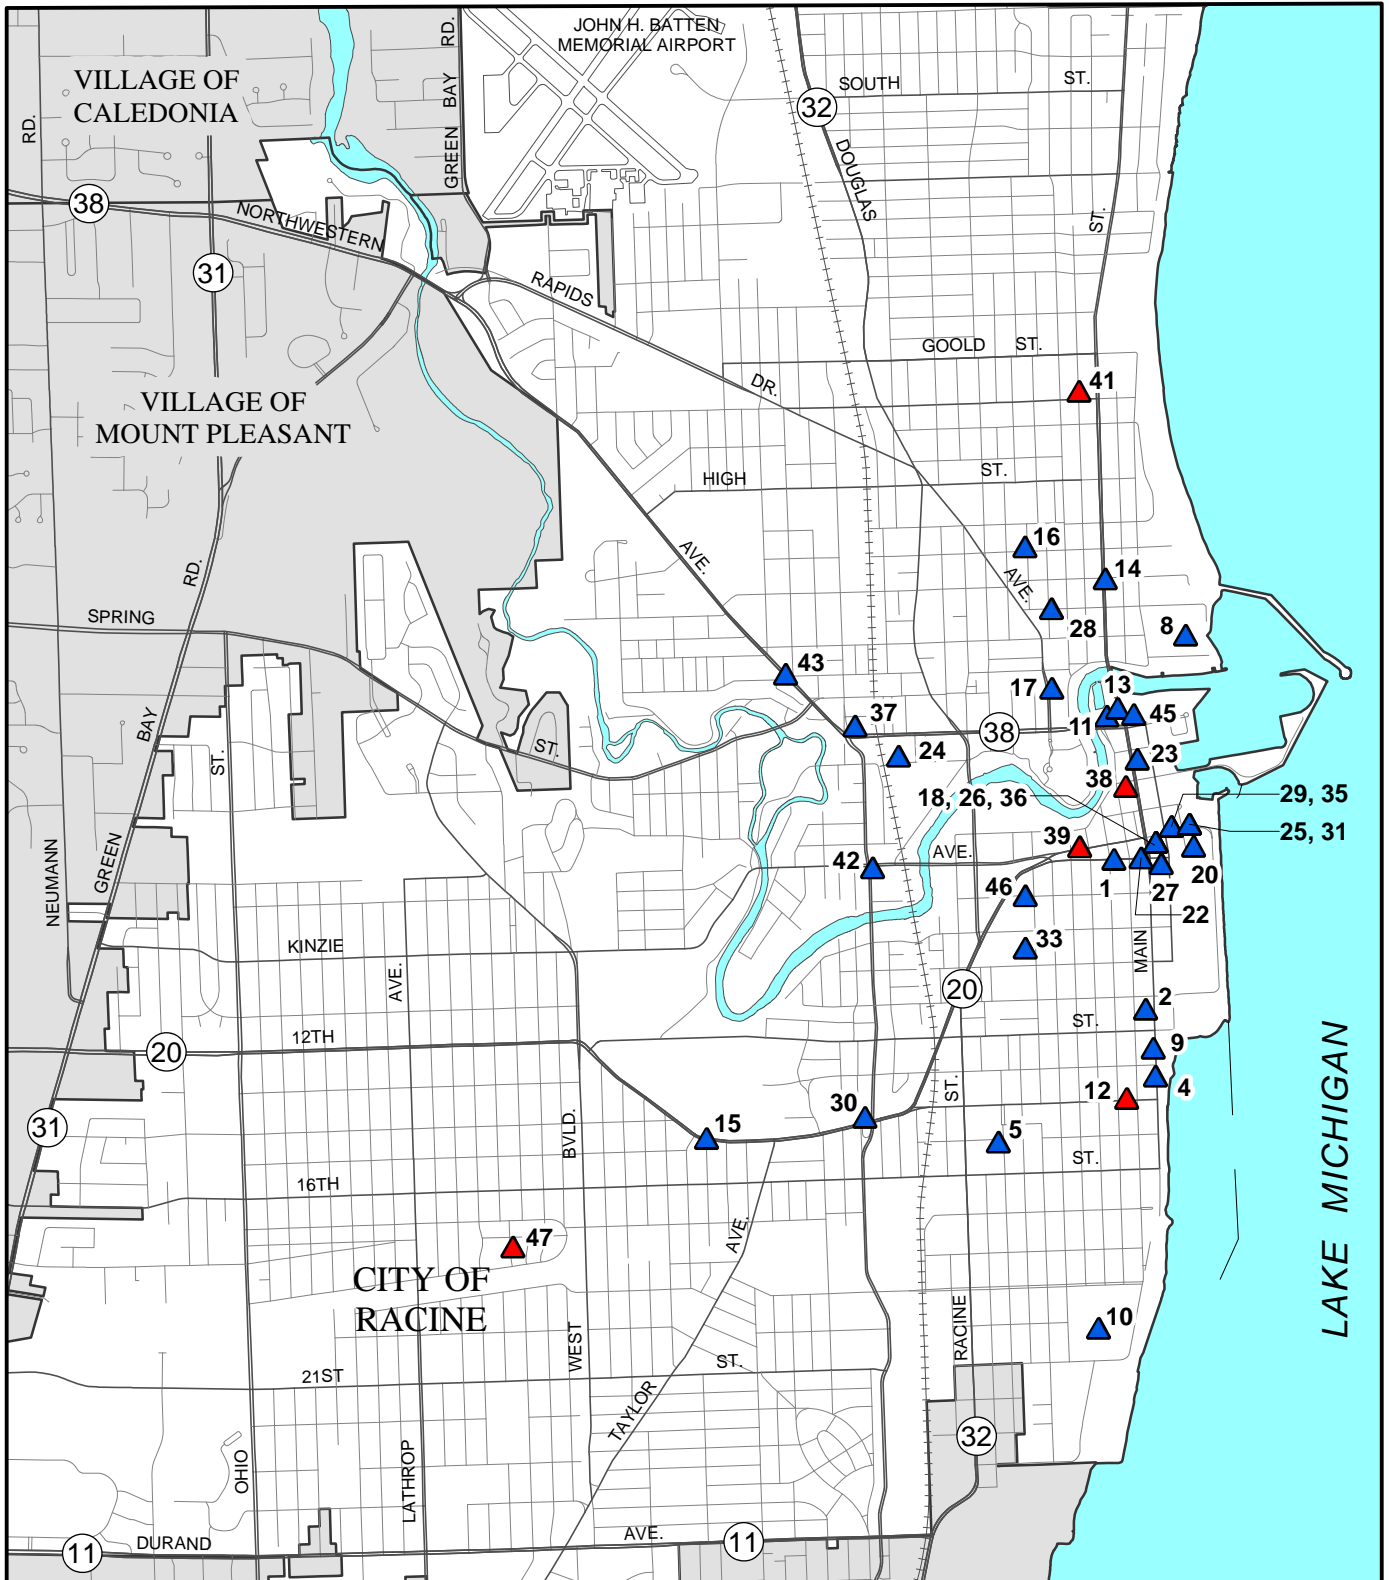 JOHN H. BATTEN
MEMORIAL AIRPORT
RD.
GREEN BAY
VILLAGE OF
CALEDONIA
RD.
SOUTH ST.
32
DOUGLAS
38
NORTHWESTERN
ST.
31
RAPIDS
GOOLD ST.
DR.
41
VILLAGE OF
MOUNT PLEASANT
HIGH ST.
16
AVE.
AVE.
14
RD.
SPRING
28
8
43
17
13
37
11
45
38
BAY
ST.
ST.
24
23
38
18, 26, 36
29, 35
25, 31
39
AVE.
42
1
27
20
46
22
GREEN
NEUMANN
KINZIE
33
MAIN
AVE.
20
2
12TH
ST.
20
9
4
12
ST.
31
BVLD.
15
30
5
ST.
16TH
LAKE MICHIGAN
47
AVE.
CITY OF
RACINE
10
RACINE
WEST
21ST
ST.
TAYLOR
32
OHIO
LATHROP
DURAND
AVE.
11
11